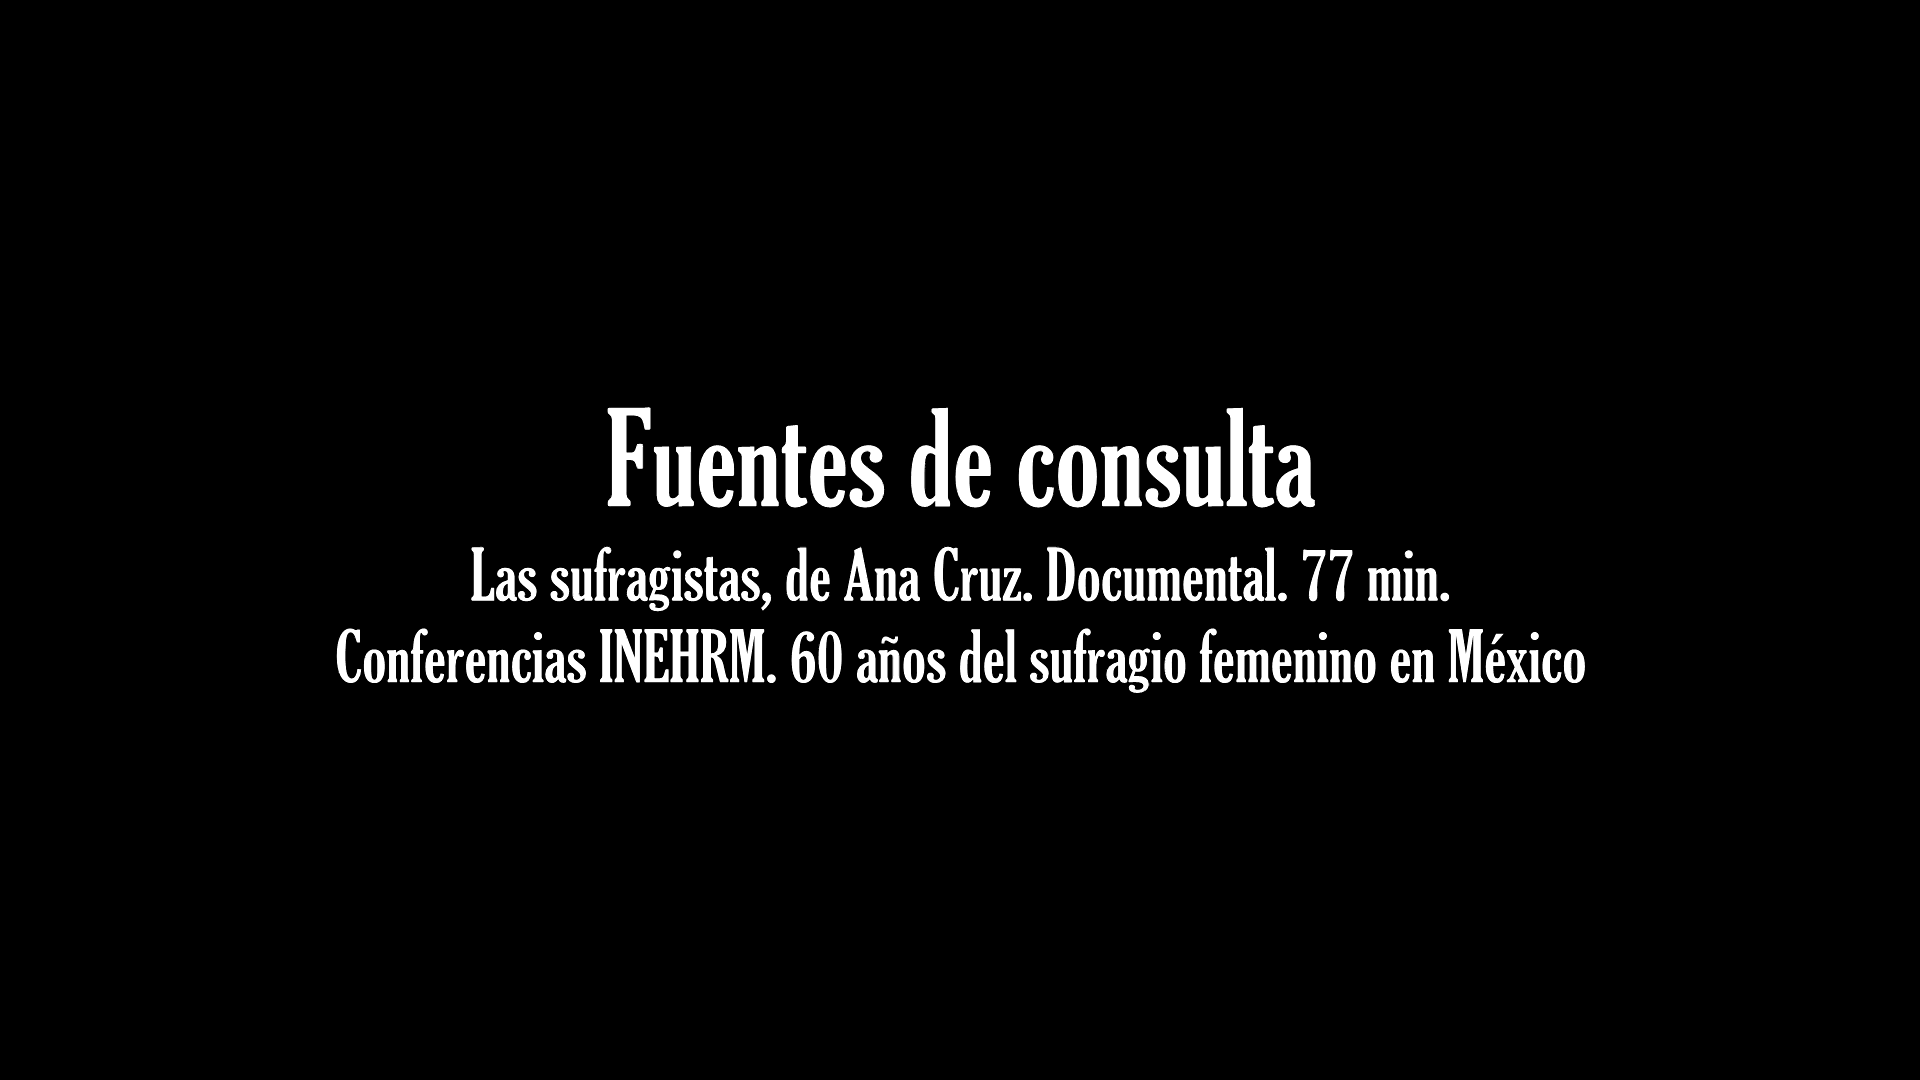 Fuentes de consulta
Las sufragistas, de Ana Cruz. Documental. 77 min.
Conferencias INEHRM. 60 años del sufragio femenino en México